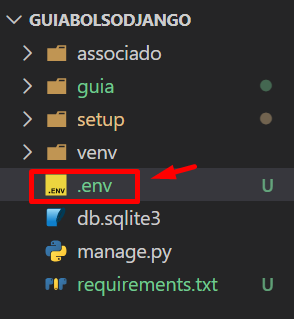 GUIABOLSODJANGO
associado
guia
setup
venv
.ENV .env U
db.sqlite3
manage.py
requirements.txt U